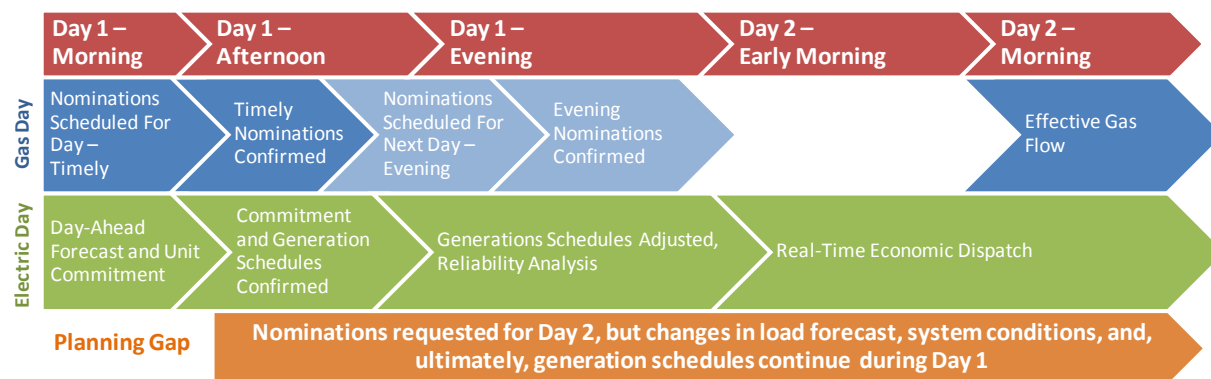 Day 1 –
Morning
Day 1 –
Afternoon
Day 1 –
Evening
Day 2 –
Early Morning
Day 2 –
Morning
Gas Day
Nominations
Scheduled For
Day –
Timely
Timely
Nominations
Confirmed
Nominations
Scheduled For
Next Day –
Evening
Evening
Nominations
Confirmed
Effective Gas
Flow
Electric Day
Day-Ahead
Forecast and Unit
Commitment
Commitment
and Generation
Schedules
Confirmed
Generations Schedules Adjusted,
Reliability Analysis
Real-Time Economic Dispatch
Planning Gap
Nominations requested for Day 2, but changes in load forecast, system conditions, and,
ultimately, generation schedules continue during Day 1